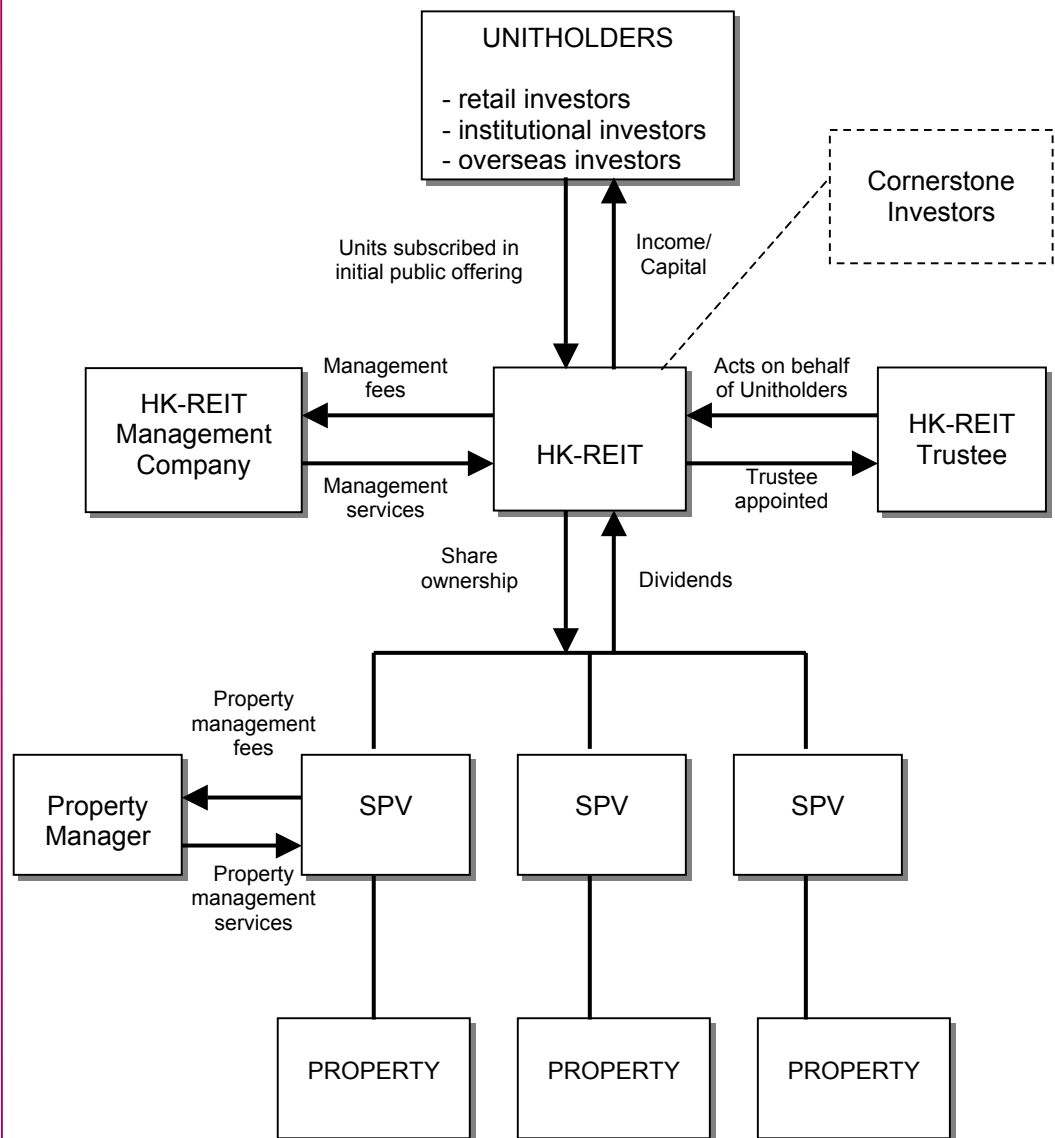 UNITHOLDERS
- retail investors
- institutional investors
- overseas investors
Cornerstone
Investors
Units subscribed in
initial public offering
Income/
Capital
Management
fees
Acts on behalf
of Unitholders
HK-REIT
Management
Company
HK-REIT
HK-REIT
Trustee
Management
services
Trustee
appointed
Share
ownership
Dividends
Property
management
fees
Property
Manager
SPV
SPV
SPV
Property
management
services
PROPERTY
PROPERTY
PROPERTY